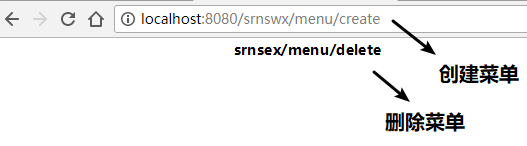 localhost:8080/srnswx/menu/create
srnsex/menu/delete
创建菜单
删除菜单